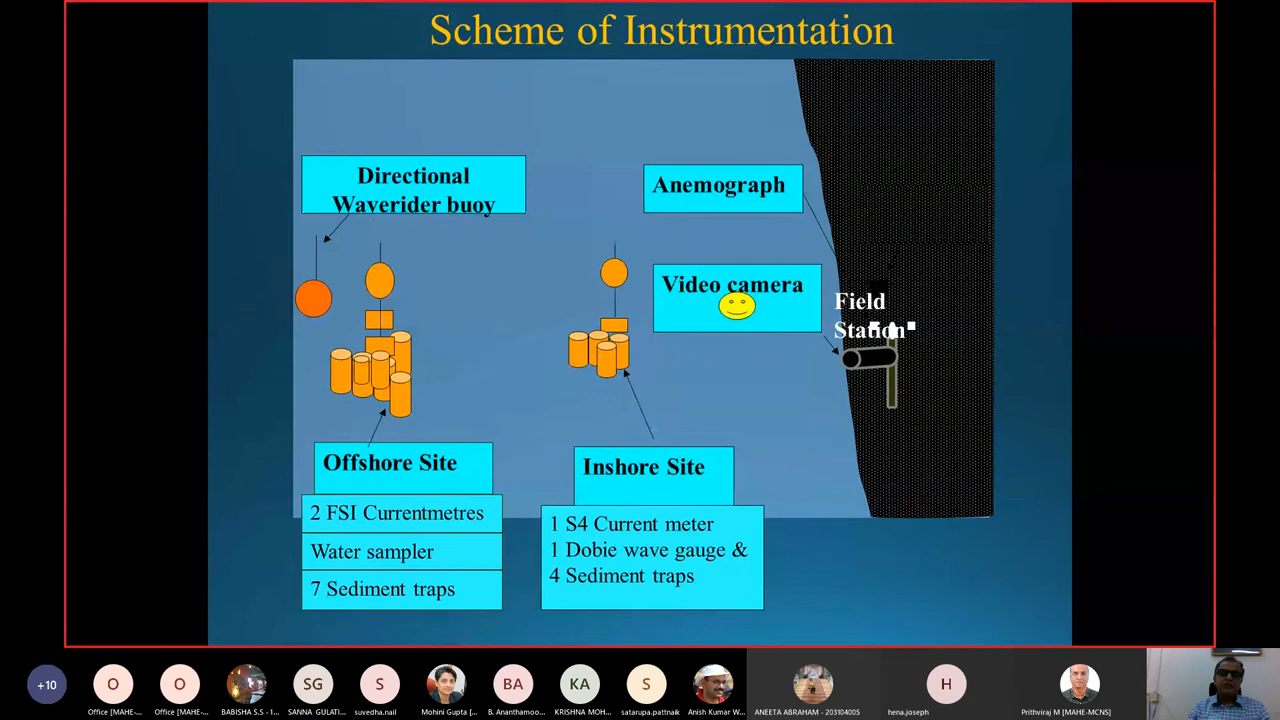 Scheme of Instrumentation
Directional
Waverider buoy
Anemograph
Video camera
Field
Station
Offshore Site
2 FSI Currentmetres
Water sampler
7 Sediment traps
Inshore Site
1 S4 Current meter
1 Dobie wave gauge &
4 Sediment traps
+10
O
O
SG
S
BA
KA
S
H
Office [MAHE-...
Office [MAHE-...
BABISHA S.S - 1...
SANNA GULATI...
suvedha.nail
Mohini Gupta [...
B. Ananthamoo...
KRISHNA MOH...
satarupa.pattnaik
Anish Kumar W...
ANEETA ABRAHAM - 203104005
hena.joseph
Prithviraj M [MAHE-MCNS]